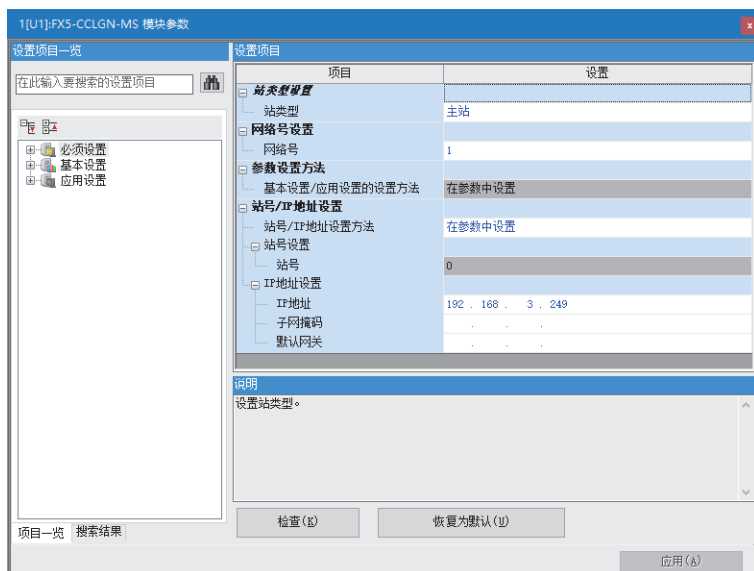 1[U1]:FX5-CCLGN-MS 模块参数
设置项目一览
在此输入要搜索的设置项目
必须设置
基本设置
应用设置
项目一览 搜索结果
设置项目
项目 设置
站类型设置
站类型 主站
网络号设置
网络号 1
参数设置方法
基本设置/应用设置的设置方法 在参数中设置
站号/IP地址设置
站号/IP地址设置方法 在参数中设置
站号设置
站号 0
IP地址设置
IP地址 192 . 168 . 3 . 249
子网掩码 . . .
默认网关 . . .
说明
设置站类型。
检查(K) 恢复为默认(U)
应用(A)